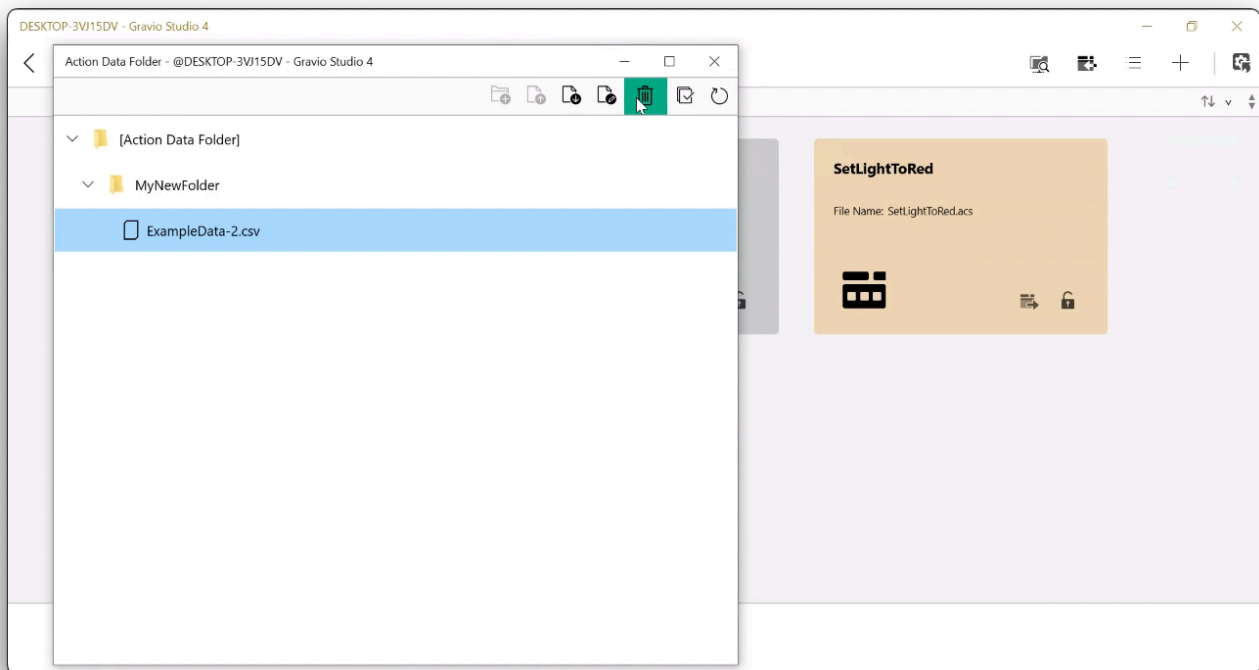 DESKTOP-3VJ15DV - Gravio Studio 4
Action Data Folder - @DESKTOP-3VJ15DV - Gravio Studio 4
[Action Data Folder]
MyNewFolder
ExampleData-2.csv
SetLightToRed
File Name: SetLightToRed.acs